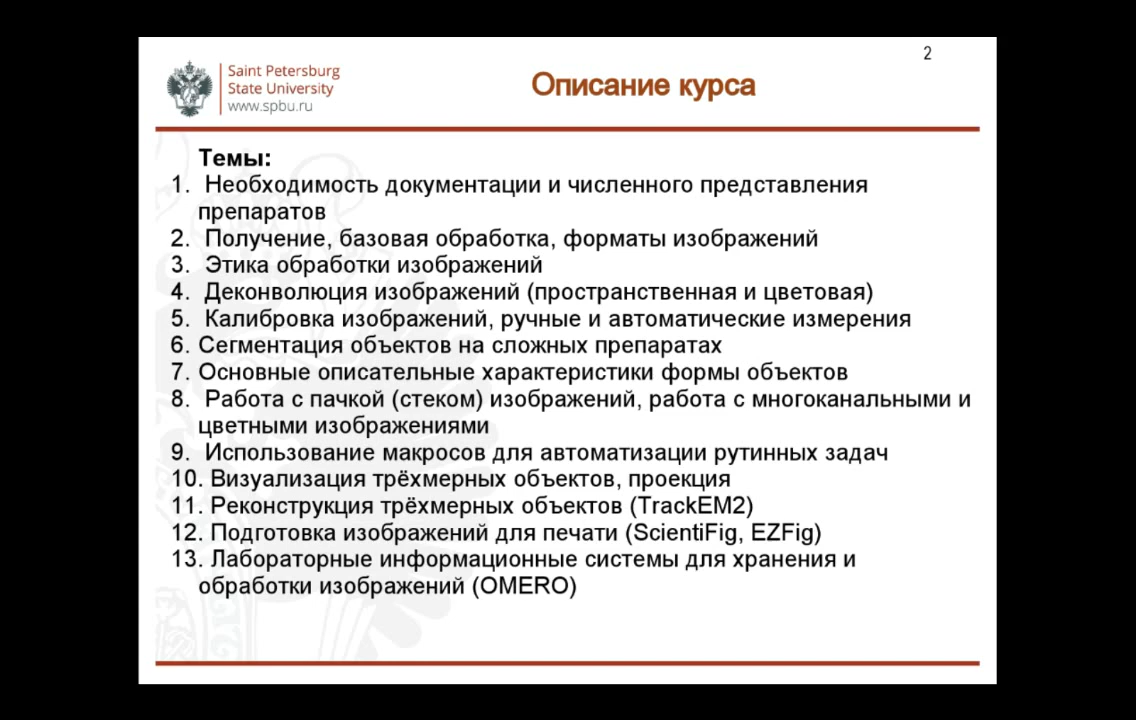 2
Saint Petersburg
State University
www.spbu.ru
Описание курса
Темы:
1. Необходимость документации и численного представления
препаратов
2. Получение, базовая обработка, форматы изображений
3. Этика обработки изображений
4. Деконволюция изображений (пространственная и цветовая)
5. Калибровка изображений, ручные и автоматические измерения
6. Сегментация объектов на сложных препаратах
7. Основные описательные характеристики формы объектов
8. Работа с пачкой (стеком) изображений, работа с многоканальными и
цветными изображениями
9. Использование макросов для автоматизации рутинных задач
10. Визуализация трёхмерных объектов, проекция
11. Реконструкция трёхмерных объектов (TrackEM2)
12. Подготовка изображений для печати (ScientiFig, EZFig)
13. Лабораторные информационные системы для хранения и
обработки изображений (OMERO)